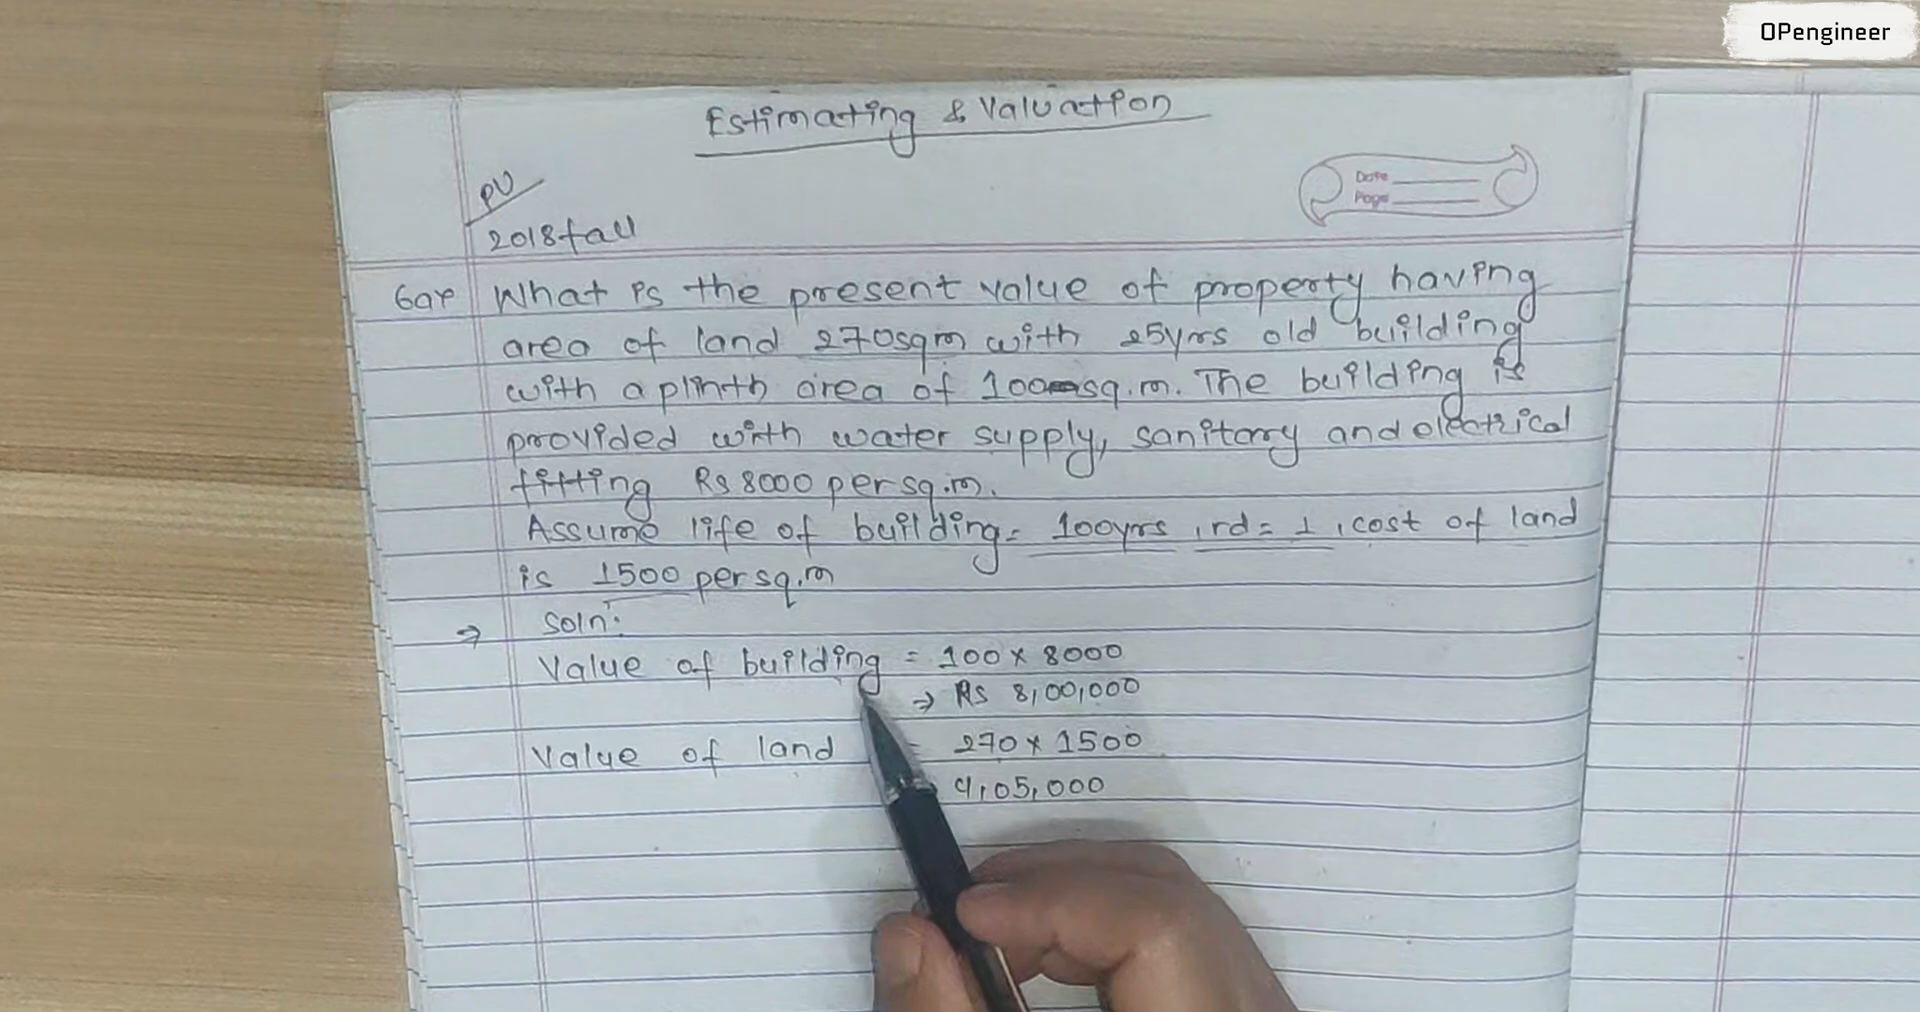 OPengineer
Estimating & Valuation
PU
2018 fall
Date
Page
6a> What is the present value of property having
area of land 270sqm with 25yrs old building
with a plinth area of 100sq.m. The building is
provided with water supply, sanitary and electrical
fitting Rs 8000 per sq.m.
Assume life of building = 100yrs, rd = 1, cost of land
is 1500 per sq.m
⇒ Soln:
Value of building = 100 × 8000
→ Rs 8,00,000
Value of land = 270 × 1500
4,05,000